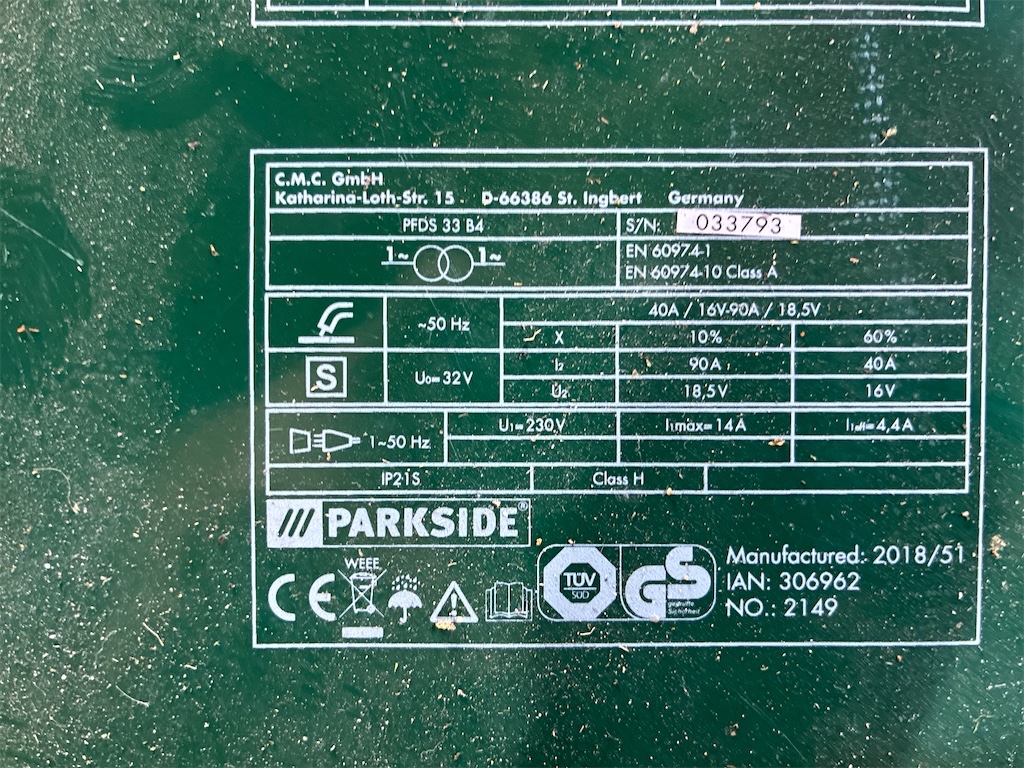 C.M.C. GmbH
Katharina-Loth-Str. 15 D-66386 St. Ingbert Germany
PFDS 33 B4 S/N: 033793
1~ 1~ EN 60974-1
EN 60974-10 Class A
40A / 16V-90A / 18,5V
~50 Hz X 10% 60%
I2 90A 40A
S U0=32V U2 18,5V 16V
1~50 Hz U1=230V I1max=14A I1eff=4,4A
IP21S Class H
PARKSIDE®
Manufactured: 2018/51
IAN: 306962
NO.: 2149
WEEE
CE TÜV SÜD GS geprüfte Sicherheit